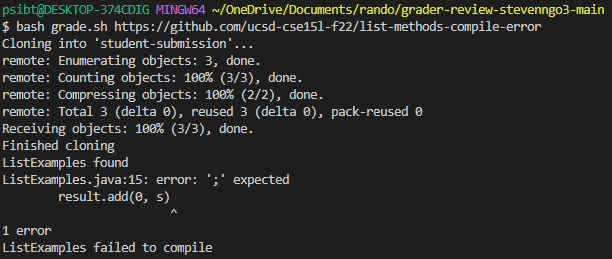 psibt@DESKTOP-374CDIG MINGW64 ~/OneDrive/Documents/rando/grader-review-stevenngo3-main
$ bash grade.sh https://github.com/ucsd-cse15l-f22/list-methods-compile-error
Cloning into 'student-submission'...
remote: Enumerating objects: 3, done.
remote: Counting objects: 100% (3/3), done.
remote: Compressing objects: 100% (2/2), done.
remote: Total 3 (delta 0), reused 3 (delta 0), pack-reused 0
Receiving objects: 100% (3/3), done.
Finished cloning
ListExamples found
ListExamples.java:15: error: ';' expected
        result.add(0, s)
                        ^
1 error
ListExamples failed to compile